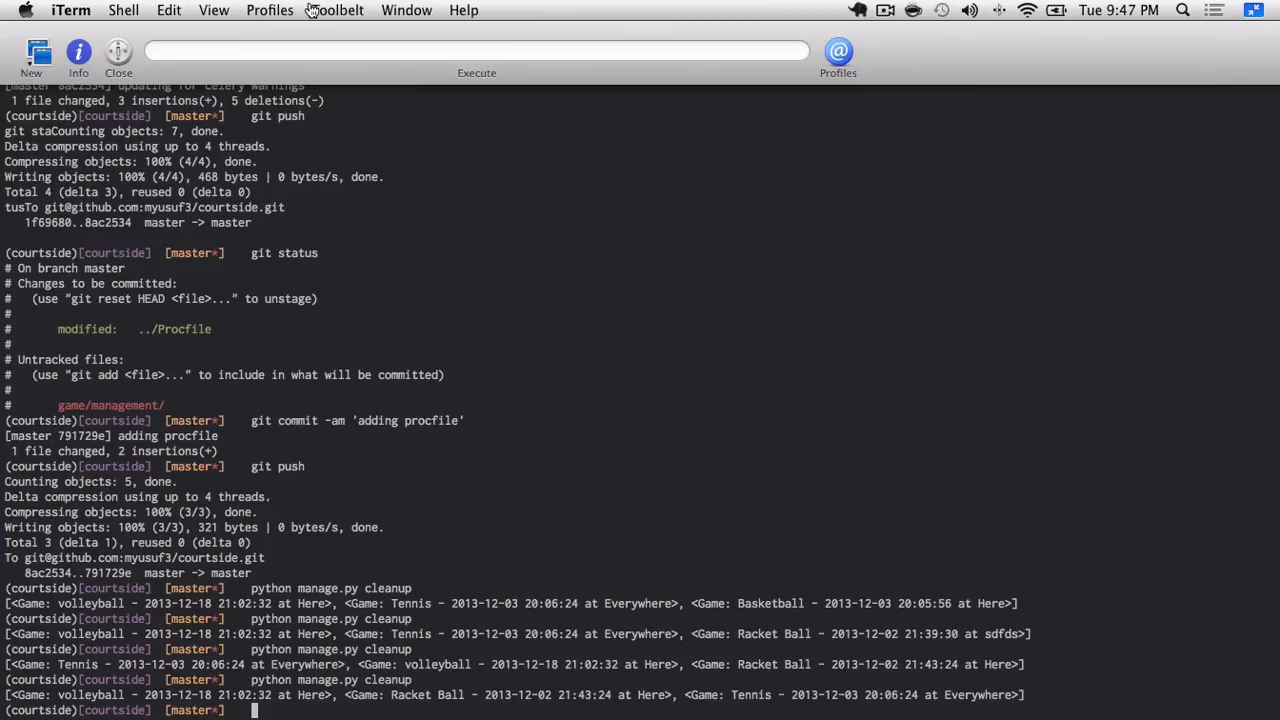 iTerm Shell Edit View Profiles Toolbelt Window Help Tue 9:47 PM
New Info Close Execute Profiles
[master 8ac2534] updating for celery warnings
1 file changed, 3 insertions(+), 5 deletions(-)
(courtside)[courtside] [master*] git push
git staCounting objects: 7, done.
Delta compression using up to 4 threads.
Compressing objects: 100% (4/4), done.
Writing objects: 100% (4/4), 468 bytes | 0 bytes/s, done.
Total 4 (delta 3), reused 0 (delta 0)
tusTo git@github.com:myusuf3/courtside.git
1f69680..8ac2534 master -> master
(courtside)[courtside] [master*] git status
# On branch master
# Changes to be committed:
# (use "git reset HEAD <file>..." to unstage)
#
# modified: ../Procfile
#
# Untracked files:
# (use "git add <file>..." to include in what will be committed)
#
# game/management/
(courtside)[courtside] [master*] git commit -am 'adding procfile'
[master 791729e] adding procfile
1 file changed, 2 insertions(+)
(courtside)[courtside] [master*] git push
Counting objects: 5, done.
Delta compression using up to 4 threads.
Compressing objects: 100% (3/3), done.
Writing objects: 100% (3/3), 321 bytes | 0 bytes/s, done.
Total 3 (delta 1), reused 0 (delta 0)
To git@github.com:myusuf3/courtside.git
8ac2534..791729e master -> master
(courtside)[courtside] [master*] python manage.py cleanup
[<Game: volleyball - 2013-12-18 21:02:32 at Here>, <Game: Tennis - 2013-12-03 20:06:24 at Everywhere>, <Game: Basketball - 2013-12-03 20:05:56 at Here>]
(courtside)[courtside] [master*] python manage.py cleanup
[<Game: volleyball - 2013-12-18 21:02:32 at Here>, <Game: Tennis - 2013-12-03 20:06:24 at Everywhere>, <Game: Racket Ball - 2013-12-02 21:39:30 at sdfds>]
(courtside)[courtside] [master*] python manage.py cleanup
[<Game: Tennis - 2013-12-03 20:06:24 at Everywhere>, <Game: volleyball - 2013-12-18 21:02:32 at Here>, <Game: Racket Ball - 2013-12-02 21:43:24 at Here>]
(courtside)[courtside] [master*] python manage.py cleanup
[<Game: volleyball - 2013-12-18 21:02:32 at Here>, <Game: Racket Ball - 2013-12-02 21:43:24 at Here>, <Game: Tennis - 2013-12-03 20:06:24 at Everywhere>]
(courtside)[courtside] [master*]